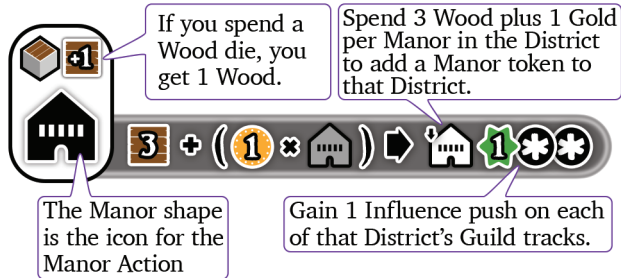 If you spend a
Wood die, you
get 1 Wood.
Spend 3 Wood plus 1 Gold
per Manor in the District
to add a Manor token to
that District.
+1
3 + ( 1 × ) 1 * *
The Manor shape
is the icon for the
Manor Action
Gain 1 Influence push on each
of that District's Guild tracks.